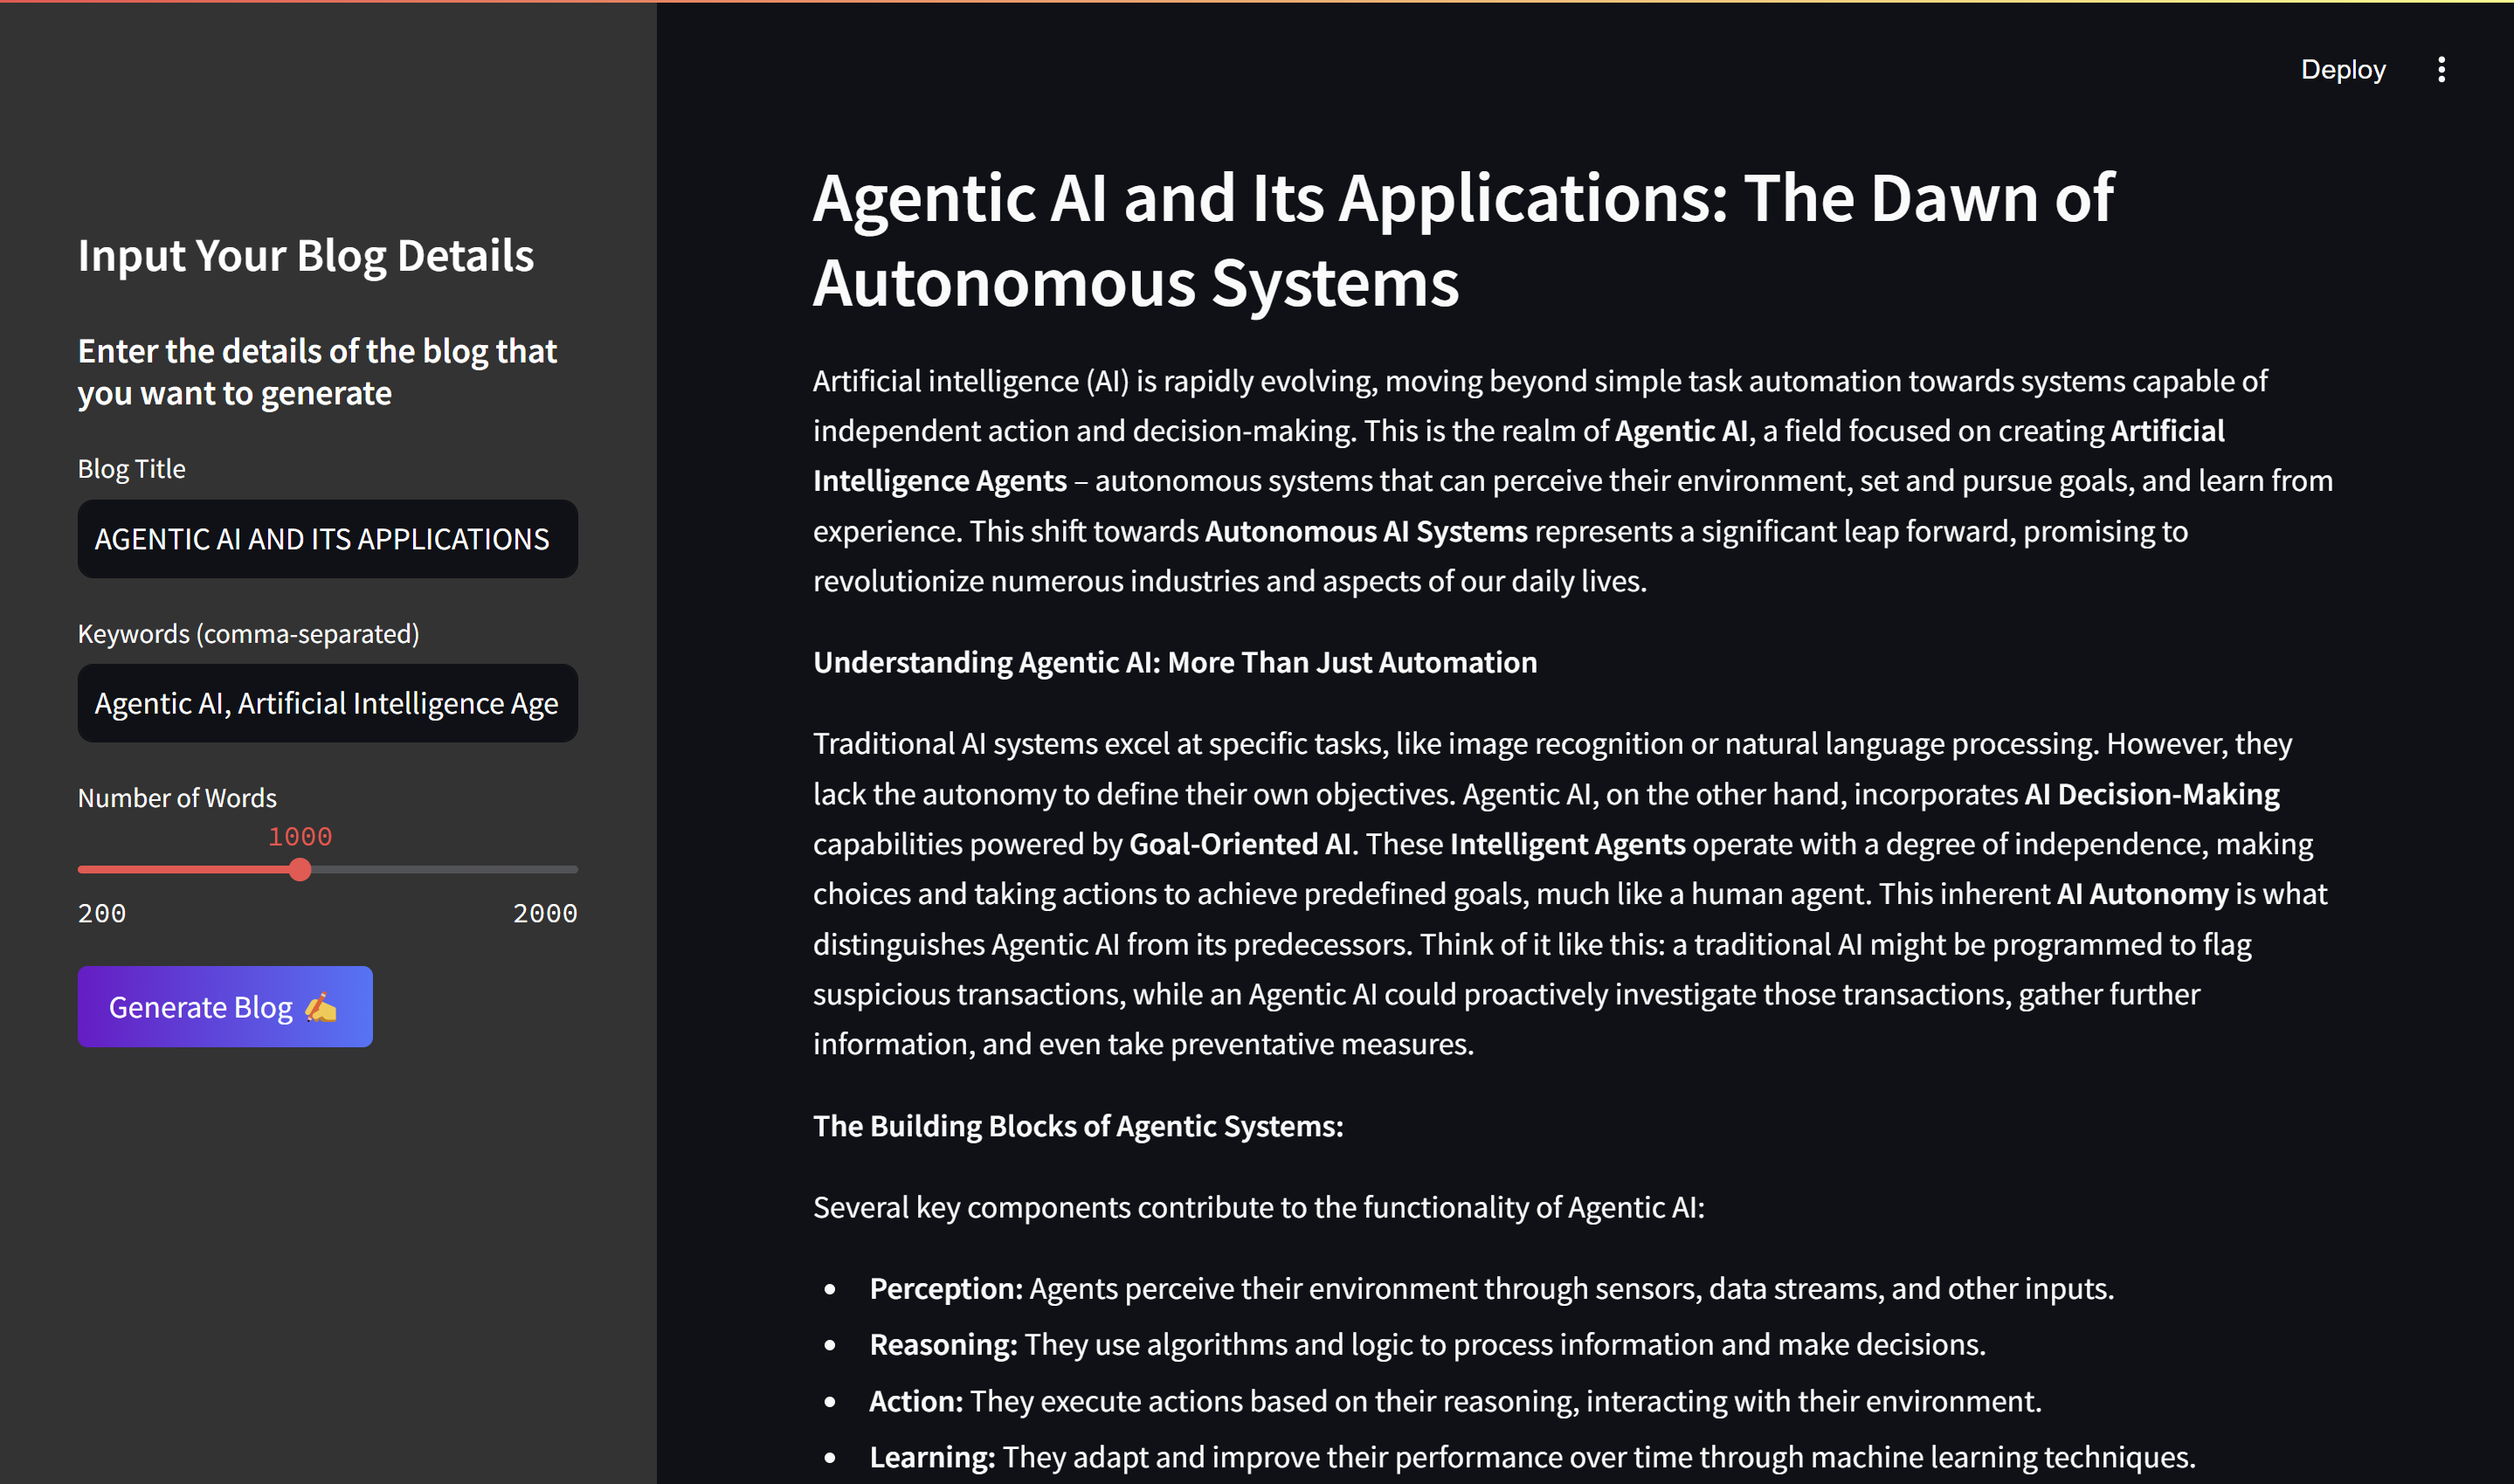 Deploy
Input Your Blog Details
Enter the details of the blog that
you want to generate
Blog Title
AGENTIC AI AND ITS APPLICATIONS
Keywords (comma-separated)
Agentic AI, Artificial Intelligence Age
Number of Words
1000
200
2000
Generate Blog ✍️
Agentic AI and Its Applications: The Dawn of
Autonomous Systems
Artificial intelligence (AI) is rapidly evolving, moving beyond simple task automation towards systems capable of
independent action and decision-making. This is the realm of Agentic AI, a field focused on creating Artificial
Intelligence Agents – autonomous systems that can perceive their environment, set and pursue goals, and learn from
experience. This shift towards Autonomous AI Systems represents a significant leap forward, promising to
revolutionize numerous industries and aspects of our daily lives.
Understanding Agentic AI: More Than Just Automation
Traditional AI systems excel at specific tasks, like image recognition or natural language processing. However, they
lack the autonomy to define their own objectives. Agentic AI, on the other hand, incorporates AI Decision-Making
capabilities powered by Goal-Oriented AI. These Intelligent Agents operate with a degree of independence, making
choices and taking actions to achieve predefined goals, much like a human agent. This inherent AI Autonomy is what
distinguishes Agentic AI from its predecessors. Think of it like this: a traditional AI might be programmed to flag
suspicious transactions, while an Agentic AI could proactively investigate those transactions, gather further
information, and even take preventative measures.
The Building Blocks of Agentic Systems:
Several key components contribute to the functionality of Agentic AI:
• Perception: Agents perceive their environment through sensors, data streams, and other inputs.
• Reasoning: They use algorithms and logic to process information and make decisions.
• Action: They execute actions based on their reasoning, interacting with their environment.
• Learning: They adapt and improve their performance over time through machine learning techniques.